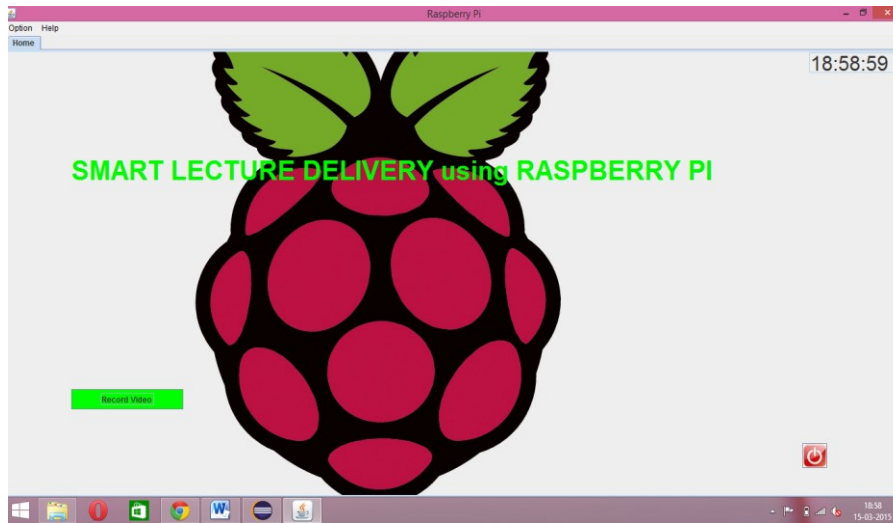 Raspberry Pi
Option Help
Home
18:58:59
SMART LECTURE DELIVERY using RASPBERRY PI
Record Video
W
18:58
15-03-2015